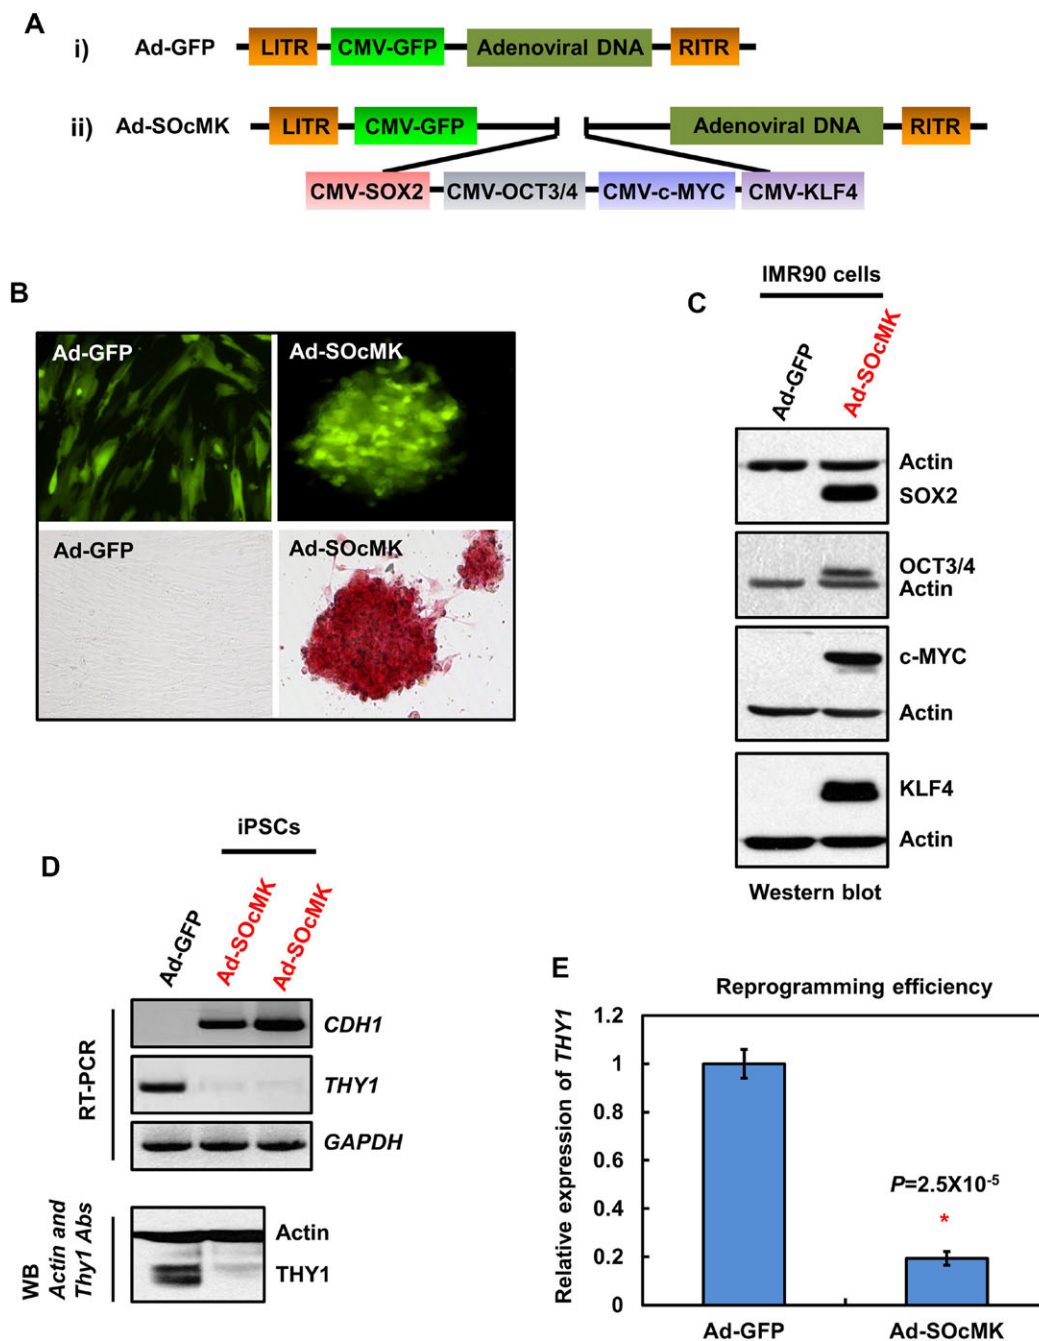 A
i) Ad-GFP LITR CMV-GFP Adenoviral DNA RITR
ii) Ad-SOcMK LITR CMV-GFP Adenoviral DNA RITR
CMV-SOX2 CMV-OCT3/4 CMV-c-MYC CMV-KLF4
B
Ad-GFP Ad-SOcMK
Ad-GFP Ad-SOcMK
C
IMR90 cells
Ad-GFP Ad-SOcMK
Actin
SOX2
OCT3/4
Actin
c-MYC
Actin
KLF4
Actin
Western blot
D
iPSCs
Ad-GFP Ad-SOcMK Ad-SOcMK
RT-PCR
CDH1
THY1
GAPDH
WB
Actin and
Thy1 Abs
Actin
THY1
E
Reprogramming efficiency
Relative expression of THY1
1.2
1
0.8
0.6
0.4
0.2
0
P=2.5X10-5
*
Ad-GFP Ad-SOcMK